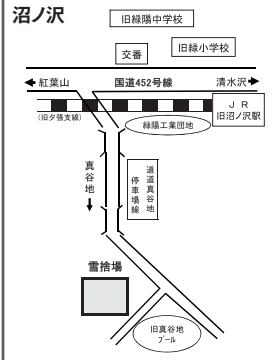 沼ノ沢
旧緑陽中学校
交番
旧緑小学校
紅葉山
国道452号線
清水沢
(旧夕張支線)
ＪＲ
旧沼ノ沢駅
緑陽工業団地
真谷地
道道真谷地
停車場線
雪捨場
旧真谷地
プール